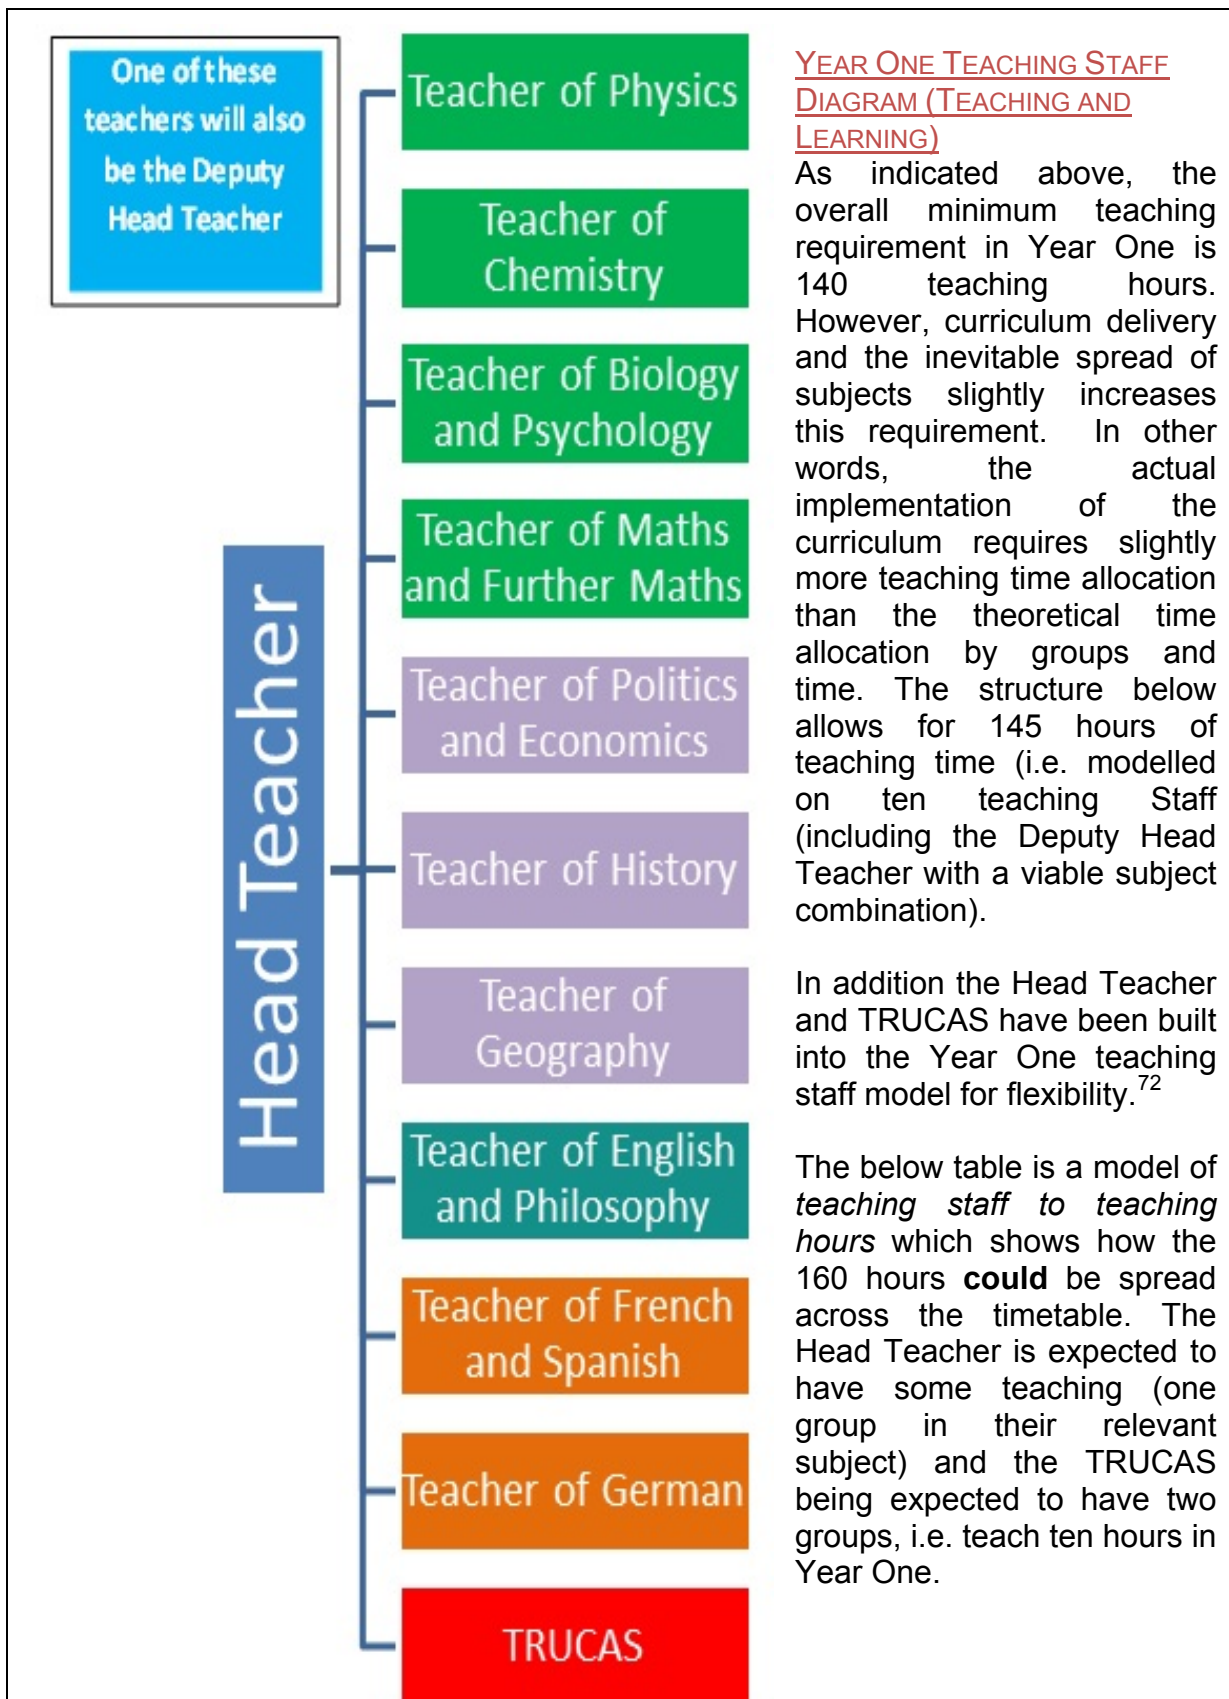 One of these
teachers will also
be the Deputy
Head Teacher
Head Teacher
Teacher of Physics
Teacher of
Chemistry
Teacher of Biology
and Psychology
Teacher of Maths
and Further Maths
Teacher of Politics
and Economics
Teacher of History
Teacher of
Geography
Teacher of English
and Philosophy
Teacher of French
and Spanish
Teacher of German
TRUCAS
YEAR ONE TEACHING STAFF
DIAGRAM (TEACHING AND
LEARNING)
As indicated above, the
overall minimum teaching
requirement in Year One is
140 teaching hours.
However, curriculum delivery
and the inevitable spread of
subjects slightly increases
this requirement. In other
words, the actual
implementation of the
curriculum requires slightly
more teaching time allocation
than the theoretical time
allocation by groups and
time. The structure below
allows for 145 hours of
teaching time (i.e. modelled
on ten teaching Staff
(including the Deputy Head
Teacher with a viable subject
combination).
In addition the Head Teacher
and TRUCAS have been built
into the Year One teaching
staff model for flexibility.72
The below table is a model of
teaching staff to teaching
hours which shows how the
160 hours could be spread
across the timetable. The
Head Teacher is expected to
have some teaching (one
group in their relevant
subject) and the TRUCAS
being expected to have two
groups, i.e. teach ten hours in
Year One.